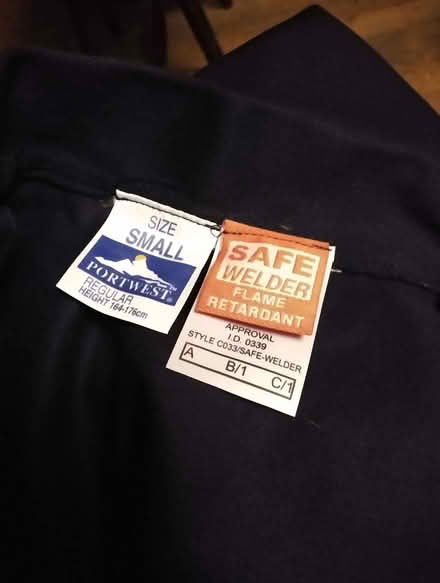 SIZE
SMALL
PORTWEST
REGULAR
HEIGHT 164-176cm
SAFE
WELDER
FLAME
RETARDANT
APPROVAL
I.D. 0339
STYLE C033/SAFE-WELDER
A B/1 C/1